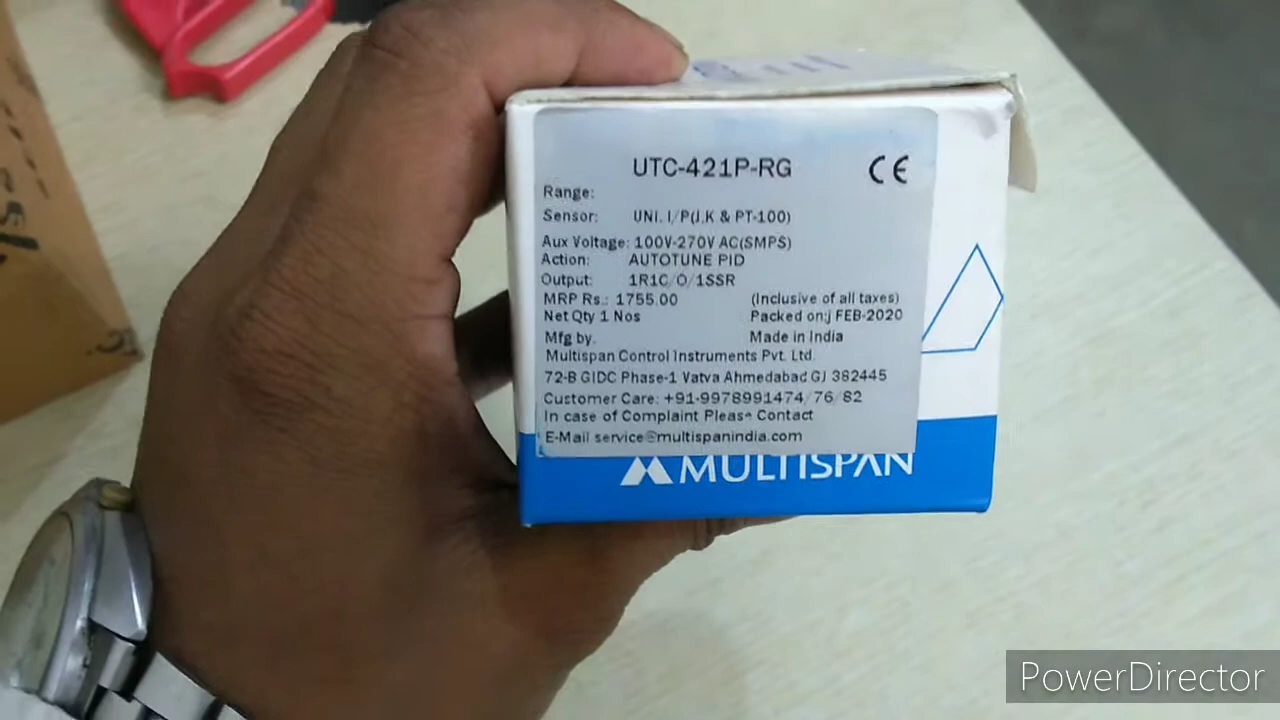 UTC-421P-RG CE
Range:
Sensor: UNI. I/P(J.K & PT-100)
Aux Voltage: 100V-270V AC(SMPS)
Action: AUTOTUNE PID
Output: 1R1C/O/1SSR
MRP Rs.: 1755.00 (Inclusive of all taxes)
Net Qty 1 Nos Packed on:j FEB-2020
Mfg by. Made in India
Multispan Control Instruments Pvt. Ltd.
72-B GIDC Phase-1 Vatva Ahmedabad GJ 382445
Customer Care: +91-9978991474/76/82
In case of Complaint Please Contact
E-Mail service@multispanindia.com
MULTISPAN
PowerDirector